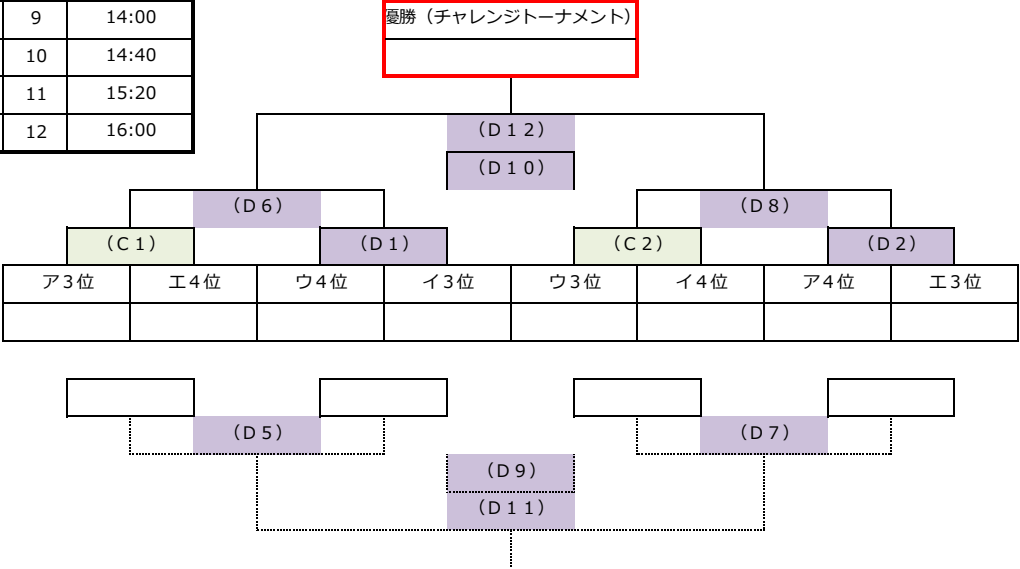 9 14:00
優勝（チャレンジトーナメント）
10 14:40
11 15:20
12 16:00
（Ｄ１２）
（Ｄ１０）
（Ｄ６） （Ｄ８）
（Ｃ１） （Ｄ１） （Ｃ２） （Ｄ２）
ア３位 エ４位 ウ４位 イ３位 ウ３位 イ４位 ア４位 エ３位
（Ｄ５） （Ｄ７）
（Ｄ９）
（Ｄ１１）